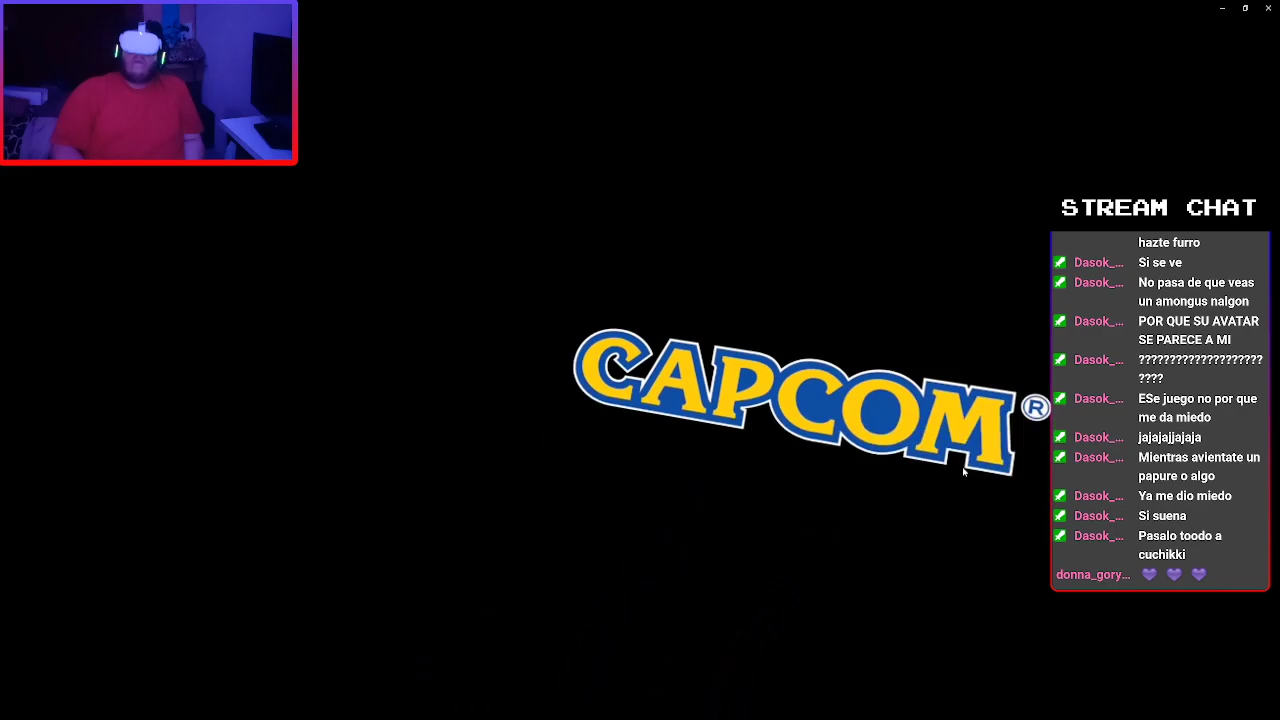 CAPCOM®
STREAM CHAT
hazte furro
Dasok_... Si se ve
Dasok_... No pasa de que veas
un amongus nalgon
Dasok_... POR QUE SU AVATAR
SE PARECE A MI
Dasok_... ???????????????????
????
Dasok_... ESe juego no por que
me da miedo
Dasok_... jajajajjajaja
Dasok_... Mientras avientate un
papure o algo
Dasok_... Ya me dio miedo
Dasok_... Si suena
Dasok_... Pasalo toodo a
cuchikki
donna_gory...